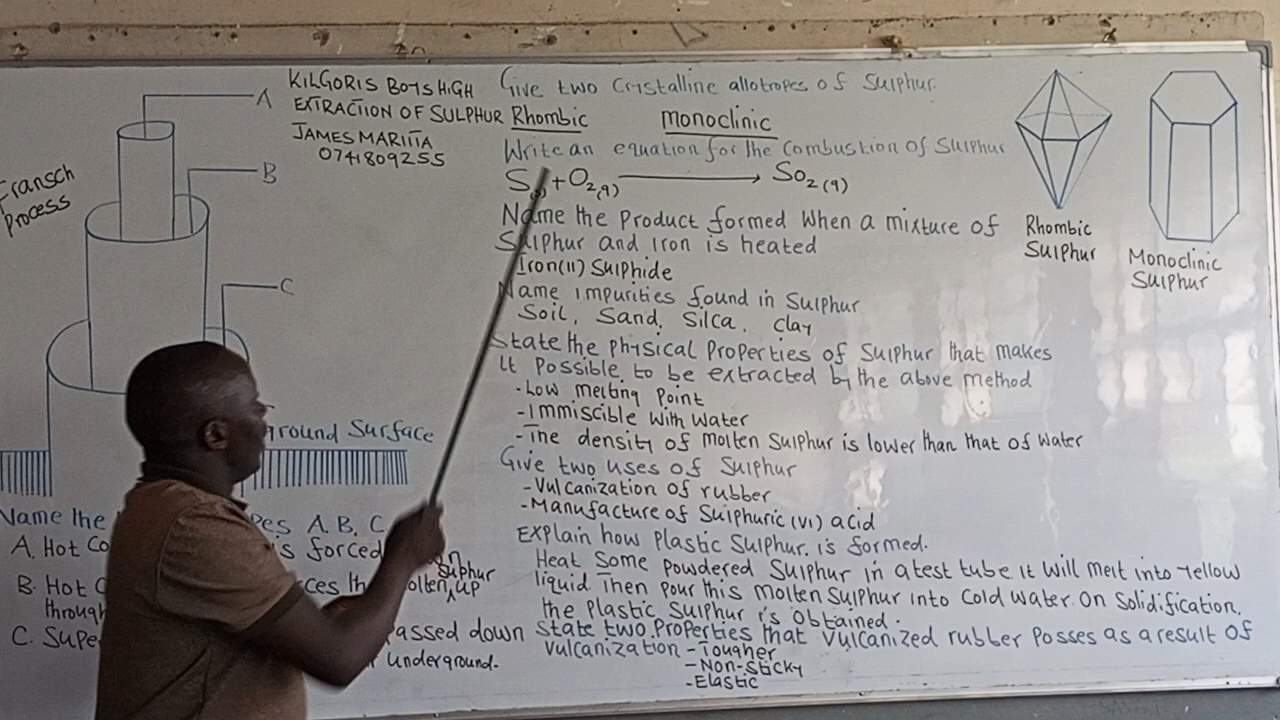 A
B
C
Fransch
Process
Ground Surface
Name the pes A. B. C
A. Hot Co is forced
B. Hot C ces the molten Sulphur up
through
C. Supe passed down
underground.
KILGORIS BOYS HIGH
EXTRACTION OF SULPHUR
JAMES MARITA
0741809255
Give two Crystalline allotropes of Sulphur.
Rhombic monoclinic
Write an equation for the Combustion of Sulphur
S(s) + O2(g) → SO2(g)
Name the Product formed When a mixture of
Sulphur and Iron is heated
Iron(II) Sulphide
Name Impurities found in Sulphur
Soil, Sand, Silca, Clay
State the Physical Properties of Sulphur that makes
it Possible to be extracted by the above method
-Low melting Point
-Immiscible With Water
-The density of Molten Sulphur is lower than that of Water
Give two uses of Sulphur
-Vulcanization of rubber
-Manufacture of Sulphuric (VI) acid
Explain how Plastic Sulphur. is formed.
Heat Some Powdered Sulphur in a test tube it Will melt into Yellow
liquid Then Pour this Molten Sulphur into Cold Water. On Solidification,
the Plastic Sulphur is Obtained.
State two Properties that Vulcanized rubber Posses as a result of
Vulcanization - Tougher
-Non-Sticky
-Elastic
Rhombic
Sulphur
Monoclinic
Sulphur